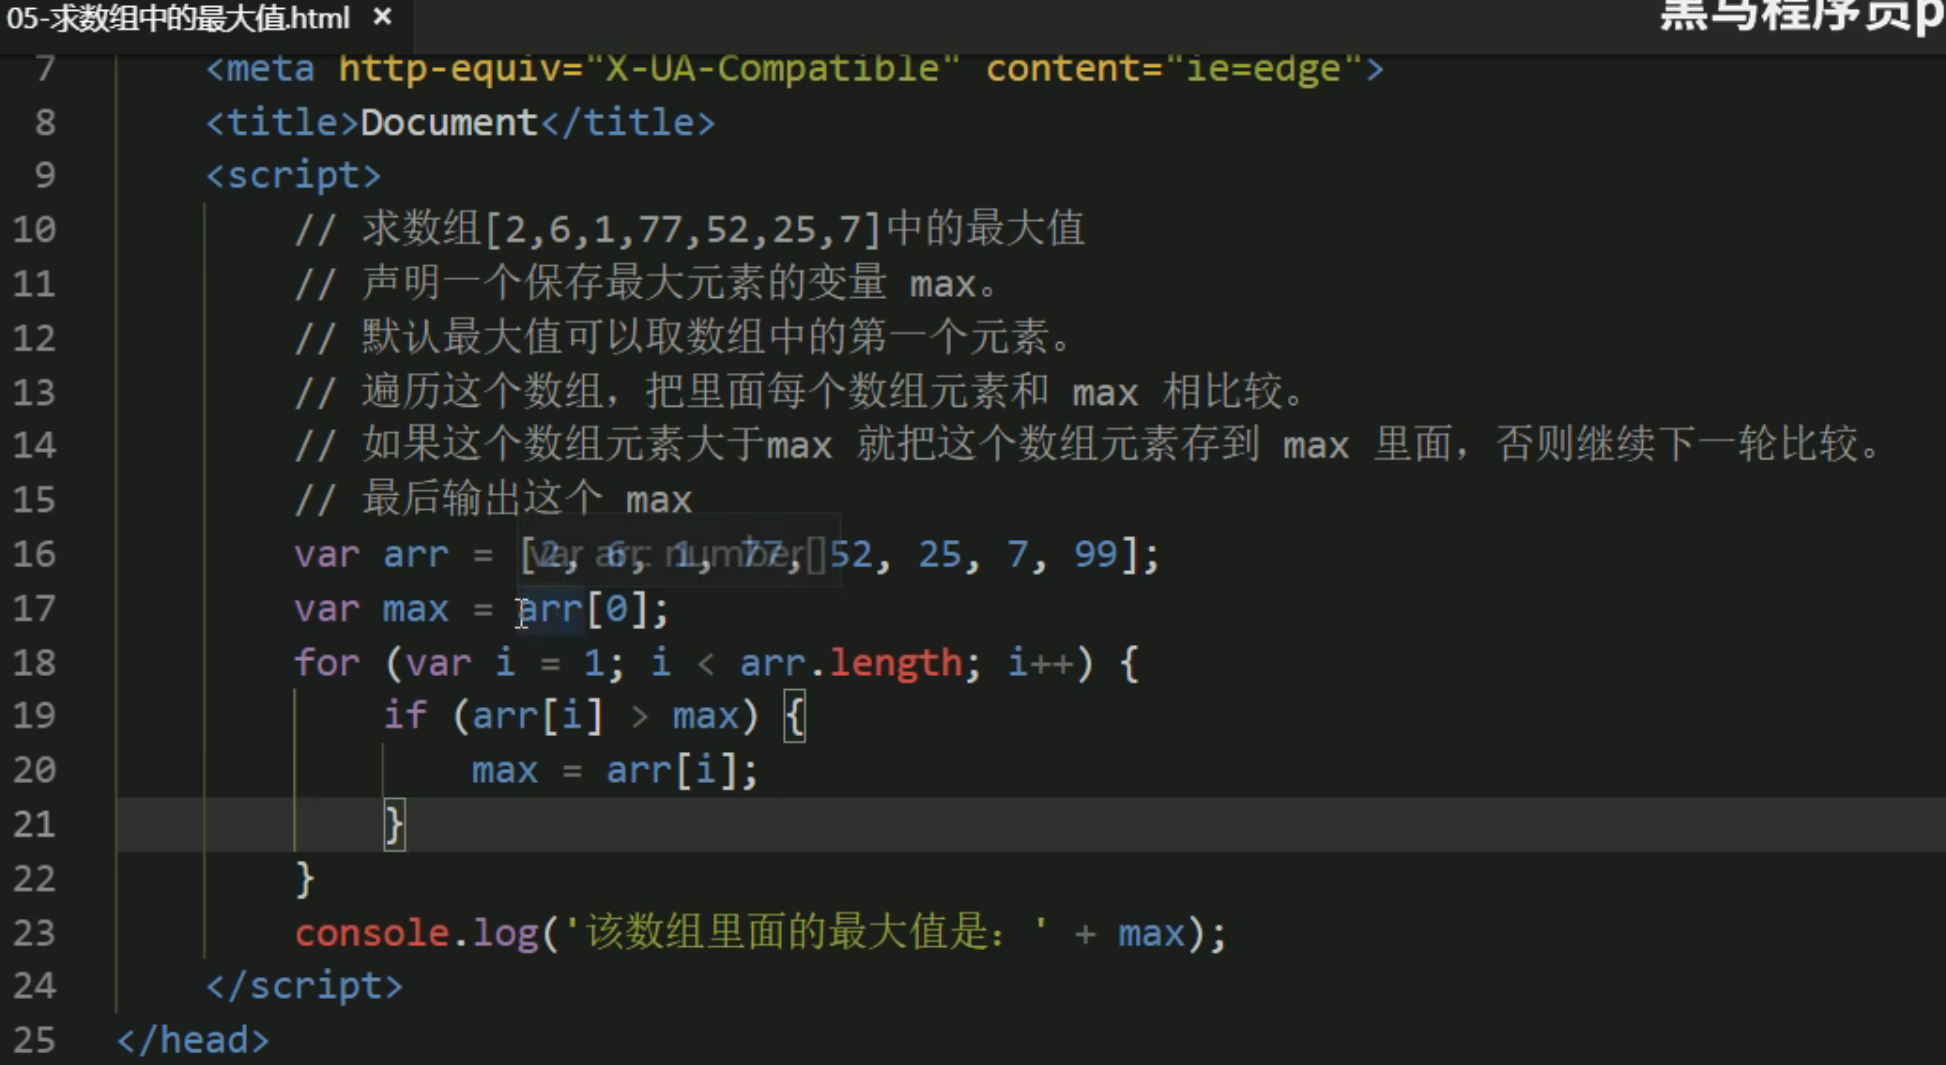 05-求数组中的最大值.html ×
黑马程序员p
7 <meta http-equiv="X-UA-Compatible" content="ie=edge">
8 <title>Document</title>
9 <script>
10 // 求数组[2,6,1,77,52,25,7]中的最大值
11 // 声明一个保存最大元素的变量 max。
12 // 默认最大值可以取数组中的第一个元素。
13 // 遍历这个数组，把里面每个数组元素和 max 相比较。
14 // 如果这个数组元素大于max 就把这个数组元素存到 max 里面，否则继续下一轮比较。
15 // 最后输出这个 max
16 var arr = [2, 6, 1, 77, 52, 25, 7, 99];
var arr: number[]
17 var max = arr[0];
18 for (var i = 1; i < arr.length; i++) {
19 if (arr[i] > max) {
20 max = arr[i];
21 }
22 }
23 console.log('该数组里面的最大值是：' + max);
24 </script>
25 </head>